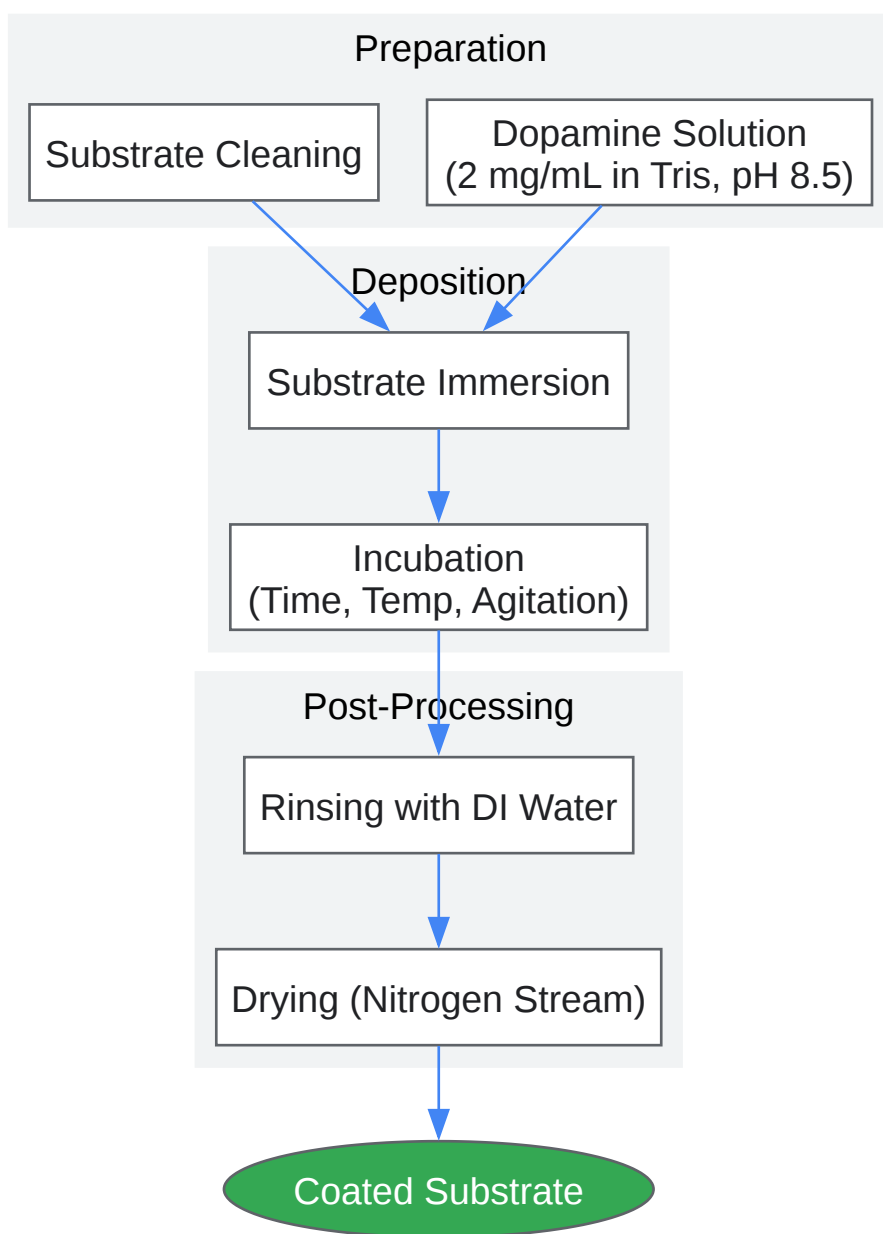 Preparation
Substrate Cleaning
Dopamine Solution
(2 mg/mL in Tris, pH 8.5)
Deposition
Substrate Immersion
Incubation
(Time, Temp, Agitation)
Post-Processing
Rinsing with DI Water
Drying (Nitrogen Stream)
Coated Substrate